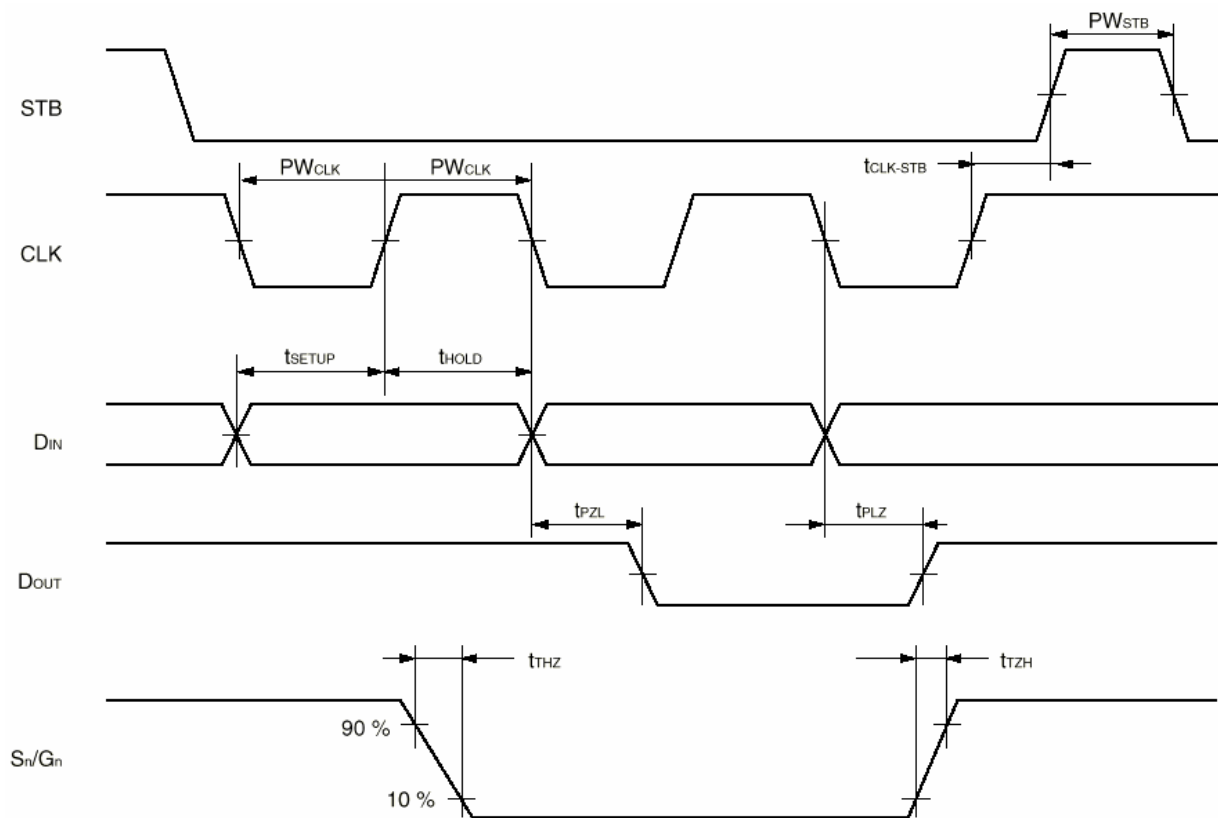 PWSTB
STB
tCLK-STB
PWCLK PWCLK
CLK
tSETUP tHOLD
DIN
tPZL tPLZ
DOUT
tTHZ tTZH
90 %
Sn/Gn
10 %